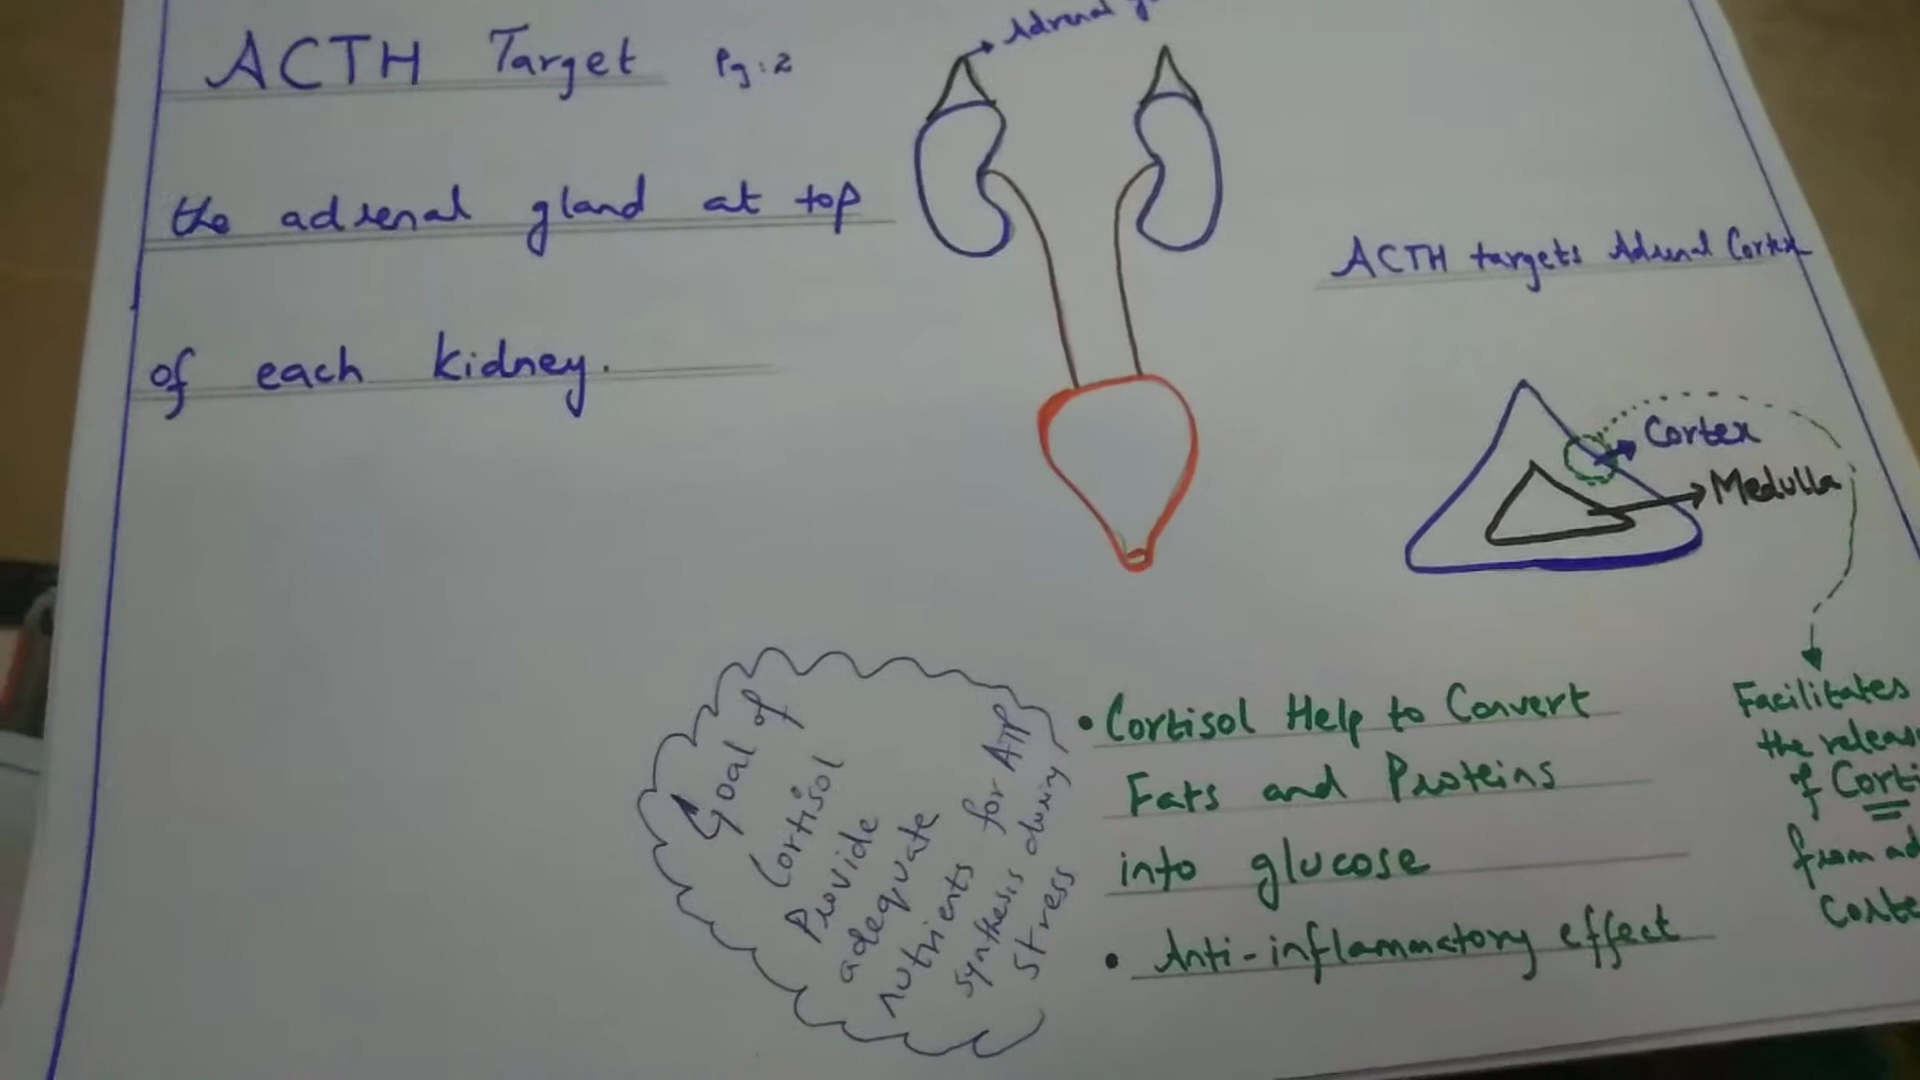 ACTH Target Pg:2
the adrenal gland at top
of each kidney.
Adrenal
ACTH targets Adrenal Cortex
Cortex
Medulla
Goal of
Cortisol
Provide
adequate
nutrients for ATP
synthesis during
stress
• Cortisol Help to Convert
Fats and Proteins
into glucose
• Anti-inflammatory effect
Facilitates
the releas
of Corti
from ad
Corte